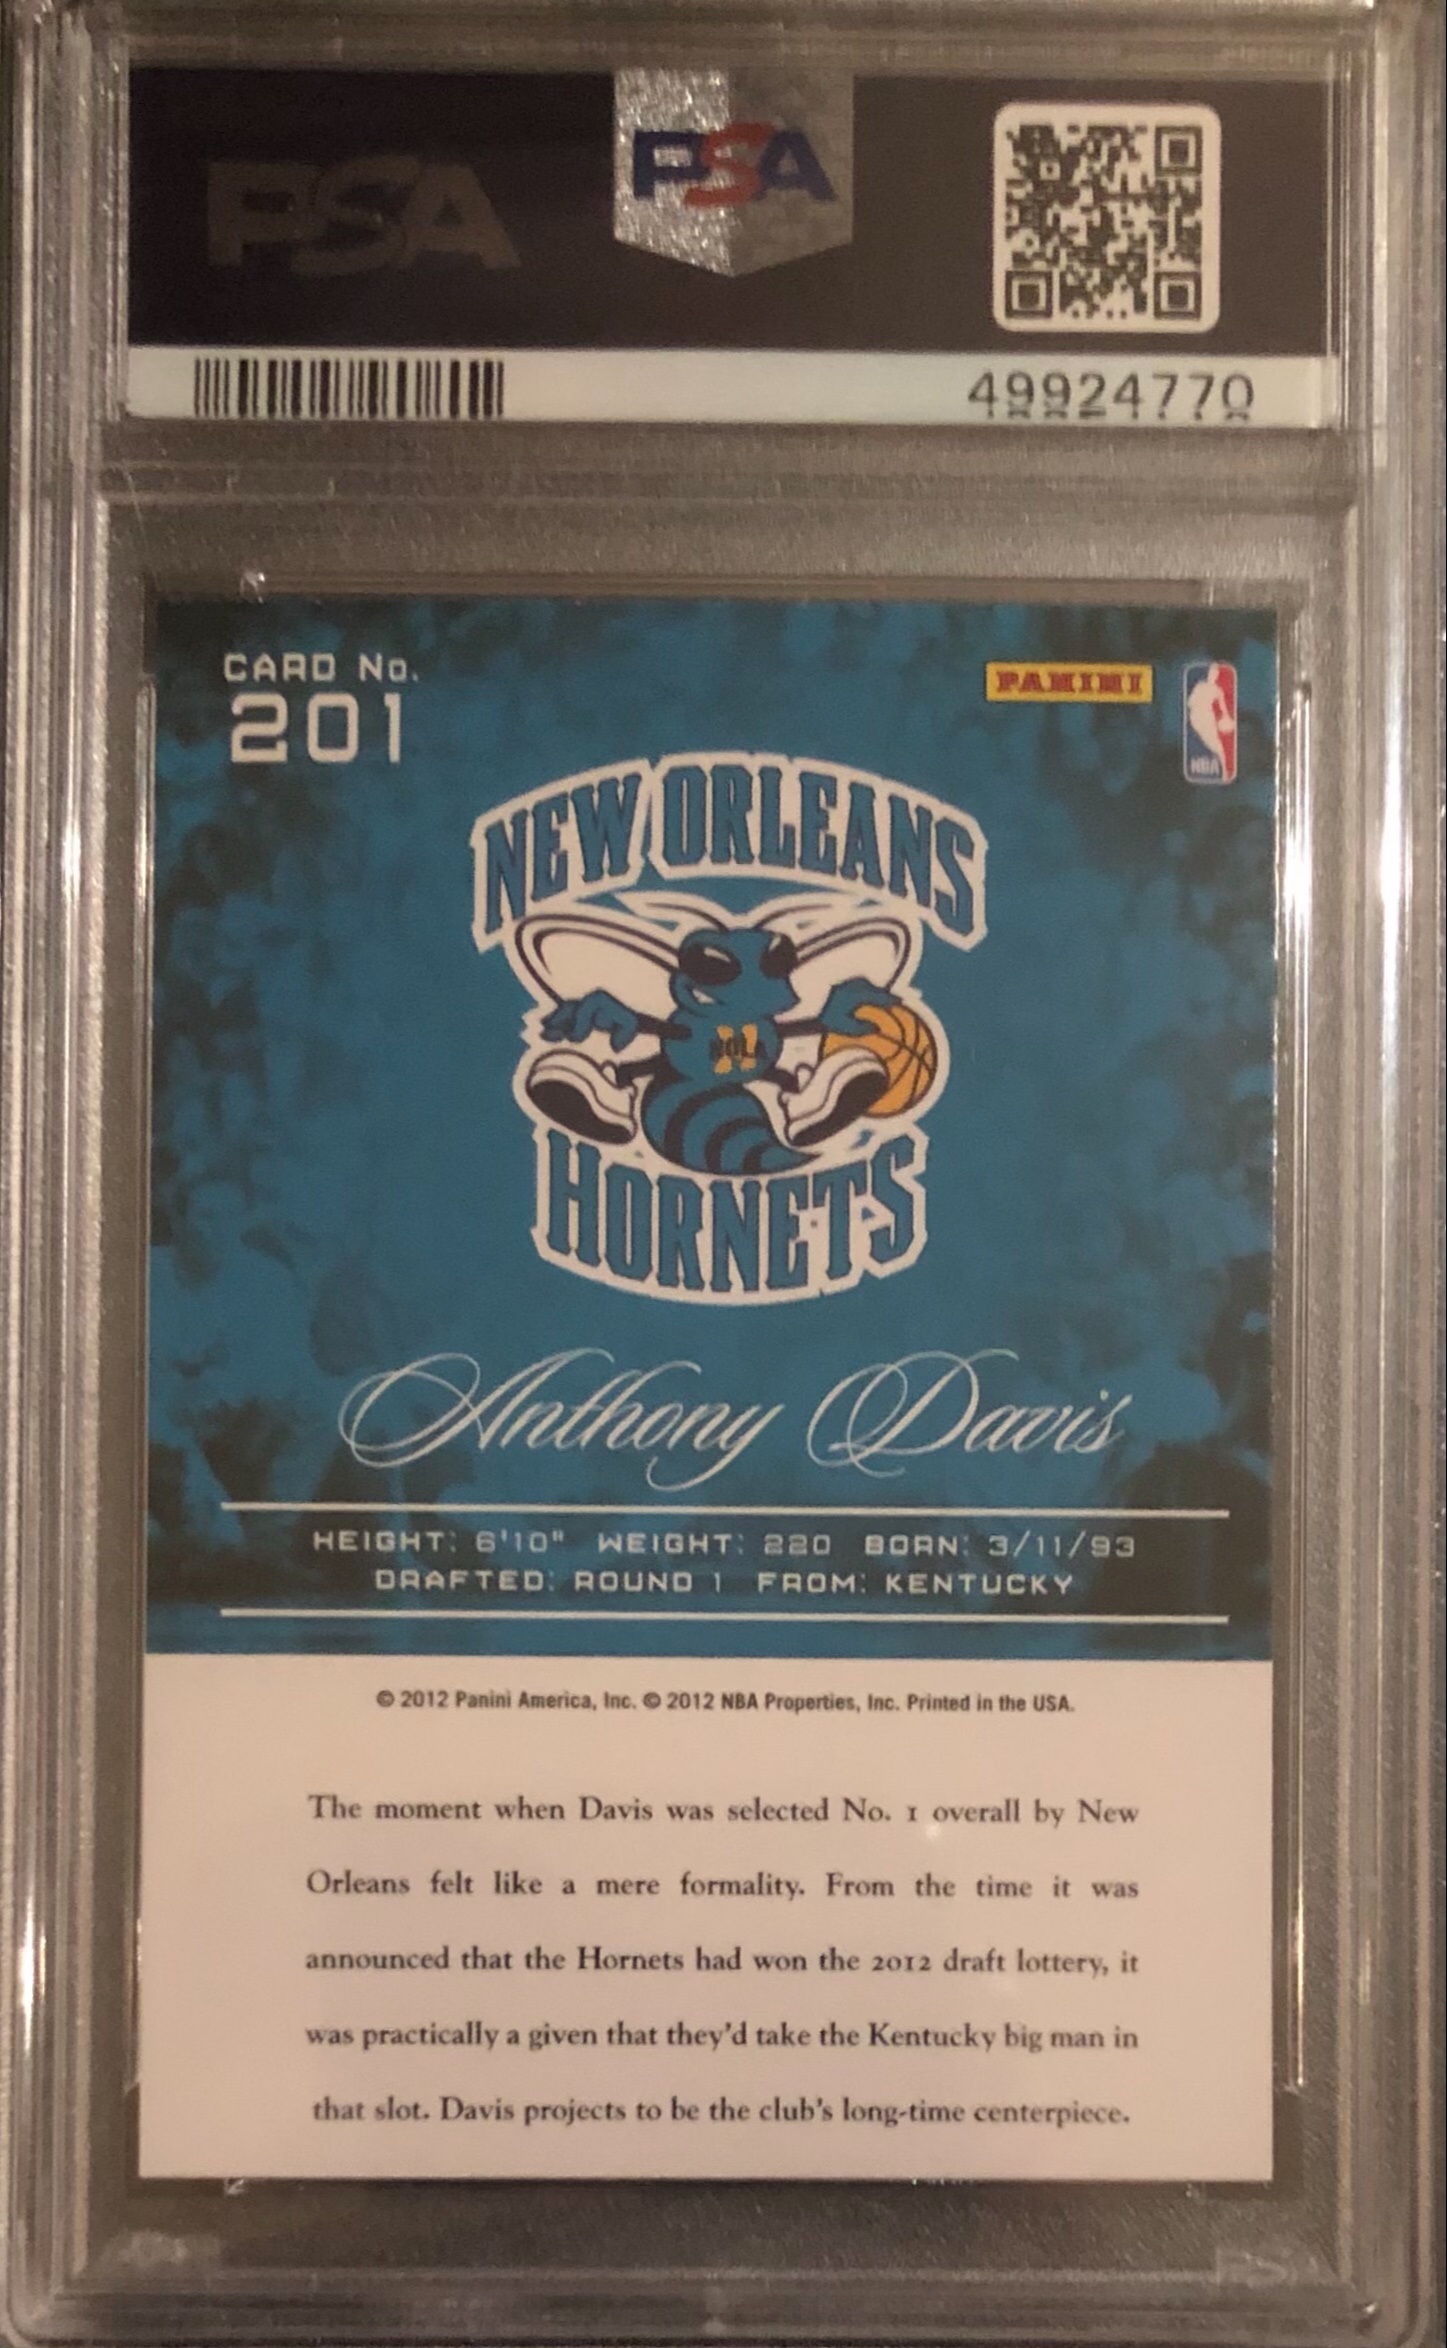 PSA
PSA
49924770
CARD No.
201
PANINI
NBA
NEW ORLEANS
NOLA
HORNETS
Anthony Davis
HEIGHT: 6'10" WEIGHT: 220 BORN: 3/11/93
DRAFTED: ROUND 1 FROM: KENTUCKY
© 2012 Panini America, Inc. © 2012 NBA Properties, Inc. Printed in the USA.
The moment when Davis was selected No. 1 overall by New
Orleans felt like a mere formality. From the time it was
announced that the Hornets had won the 2012 draft lottery, it
was practically a given that they'd take the Kentucky big man in
that slot. Davis projects to be the club's long-time centerpiece.